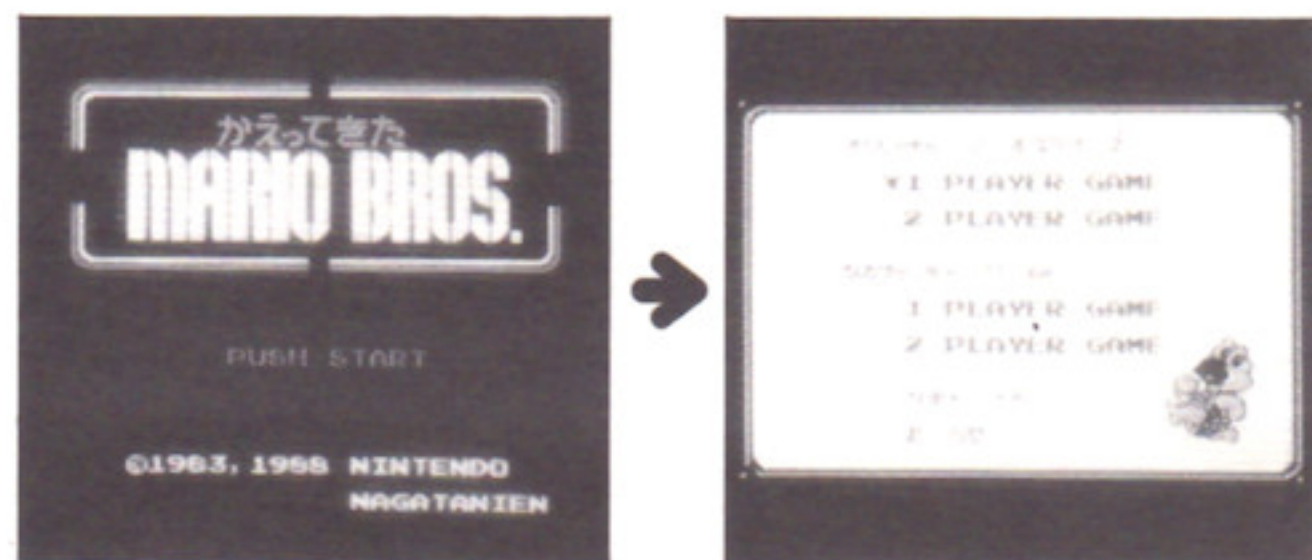 かえってきた
MARIO BROS.
PUSH START
©1983, 1988 NINTENDO
NAGATANIEN
1 PLAYER GAME
2 PLAYER GAME
1 PLAYER GAME
2 PLAYER GAME